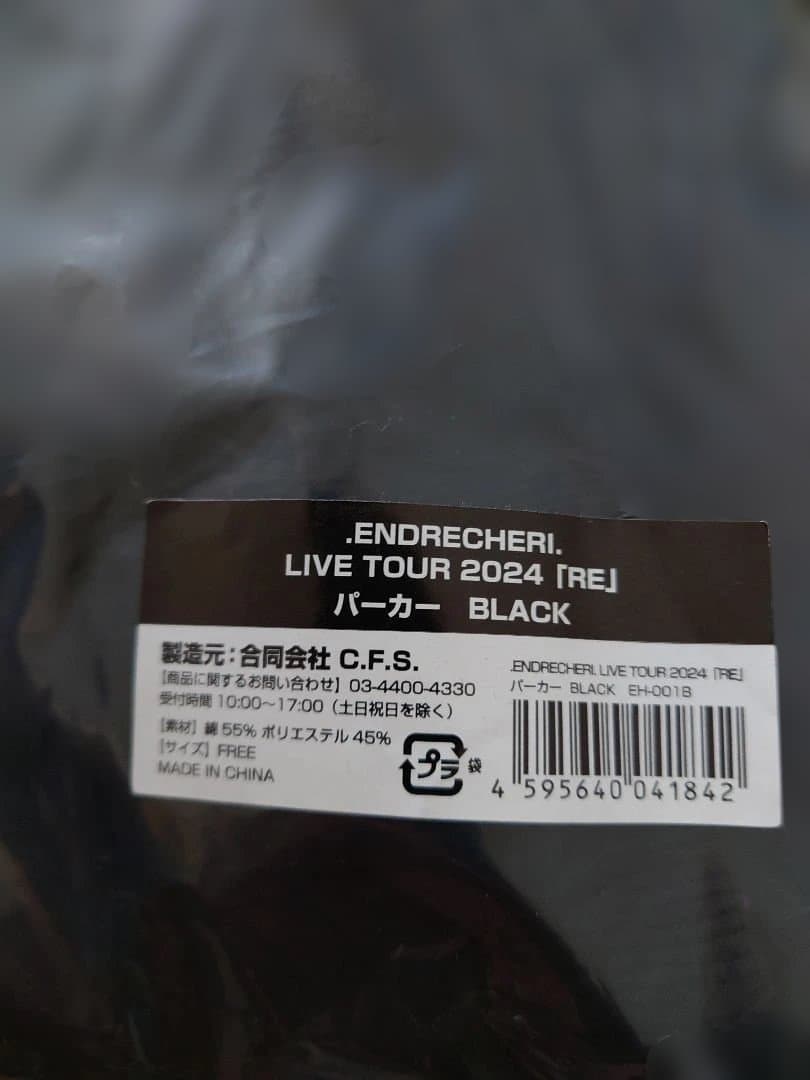 .ENDRECHERI.
LIVE TOUR 2024「RE」
パーカー　BLACK
製造元：合同会社 C.F.S.
【商品に関するお問い合わせ】03-4400-4330
受付時間 10:00〜17:00（土日祝日を除く）
【素材】綿 55% ポリエステル 45%
【サイズ】FREE
MADE IN CHINA
プラ 袋
.ENDRECHERI. LIVE TOUR 2024「RE」
パーカー BLACK EH-001B
4 595640 041842